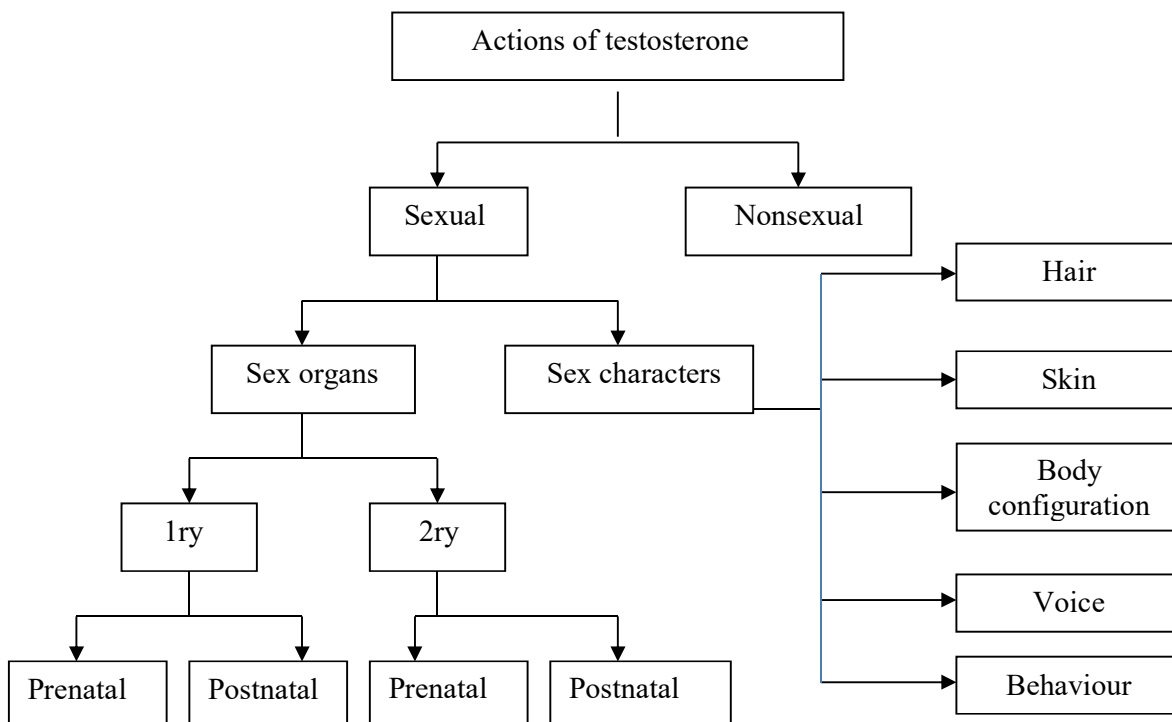 Actions of testosterone
Sexual
Nonsexual
Hair
Sex organs
Sex characters
Skin
Body
configuration
1ry
2ry
Voice
Prenatal
Postnatal
Prenatal
Postnatal
Behaviour